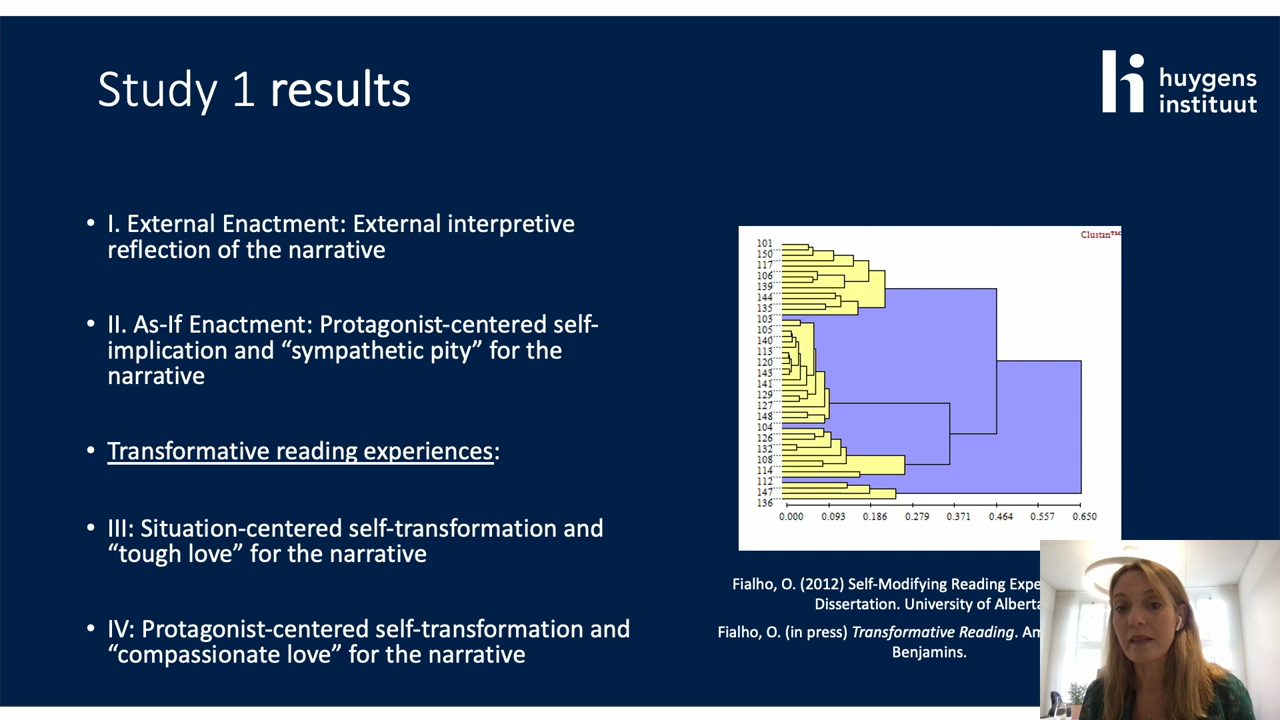 Study 1 results
huygens
instituut
• I. External Enactment: External interpretive
reflection of the narrative
• II. As-If Enactment: Protagonist-centered self-
implication and “sympathetic pity” for the
narrative
• Transformative reading experiences:
• III: Situation-centered self-transformation and
“tough love” for the narrative
• IV: Protagonist-centered self-transformation and
“compassionate love” for the narrative
Clustan™
101
150
117
106
139
144
135
103
105
140
113
120
143
141
129
127
148
104
126
132
108
114
112
147
136
0.000 0.093 0.186 0.279 0.371 0.464 0.557 0.650
Fialho, O. (2012) Self-Modifying Reading Expe
Dissertation. University of Alberta
Fialho, O. (in press) Transformative Reading. Am
Benjamins.